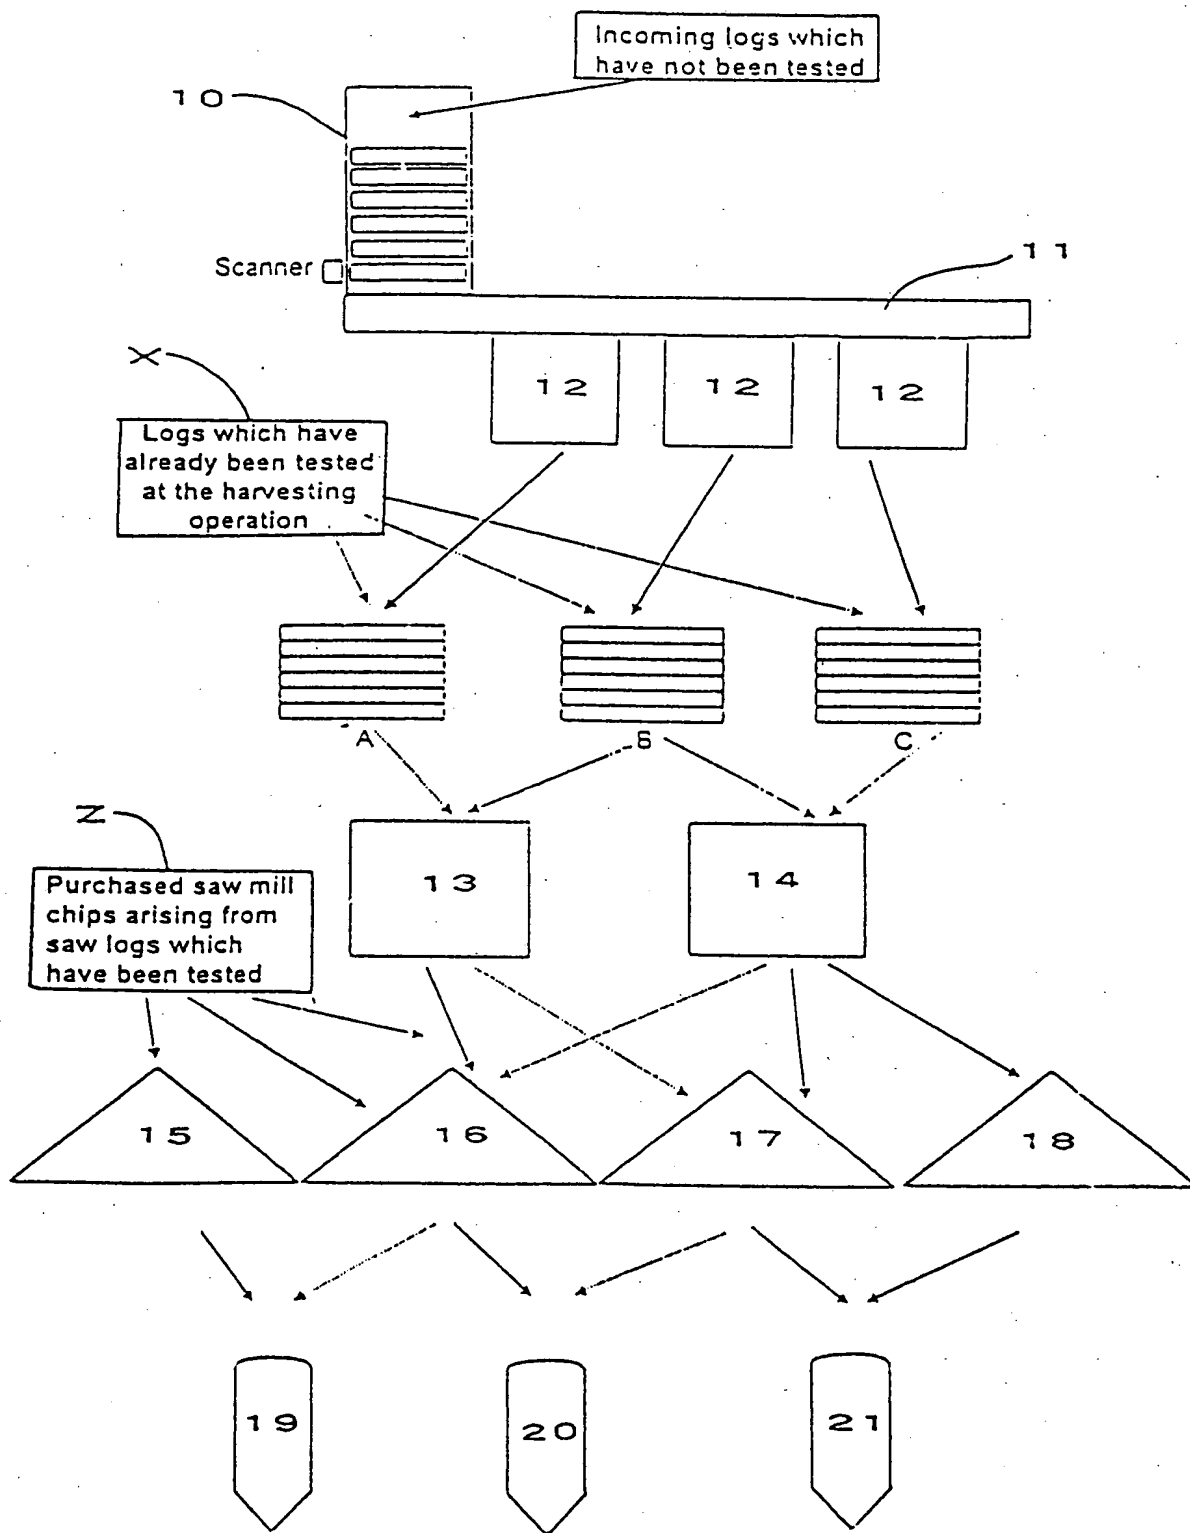 Incoming logs which
have not been tested
10
Scanner
11
X
12
12
12
Logs which have
already been tested
at the harvesting
operation
A
B
C
Z
13
14
Purchased saw mill
chips arising from
saw logs which
have been tested
15
16
17
18
19
20
21